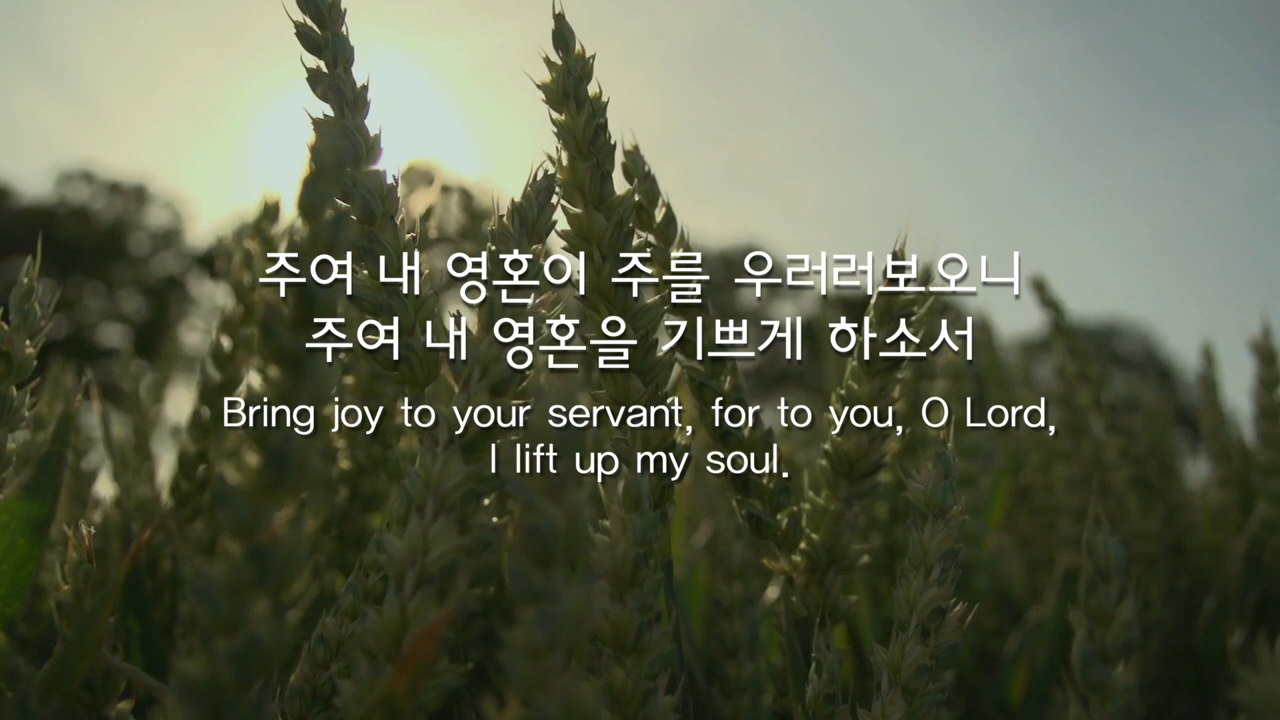 주여 내 영혼이 주를 우러러보오니
주여 내 영혼을 기쁘게 하소서
Bring joy to your servant, for to you, O Lord,
I lift up my soul.